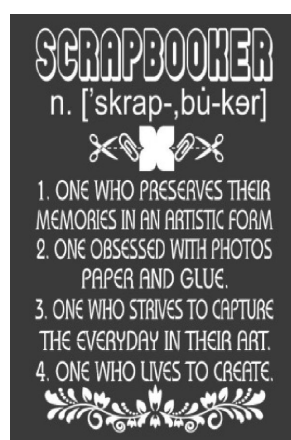 SCRAPBOOKER
n. ['skrap-,bu̇-kər]
1. ONE WHO PRESERVES THEIR
MEMORIES IN AN ARTISTIC FORM
2. ONE OBSESSED WITH PHOTOS
PAPER AND GLUE.
3. ONE WHO STRIVES TO CAPTURE
THE EVERYDAY IN THEIR ART.
4. ONE WHO LIVES TO CREATE.